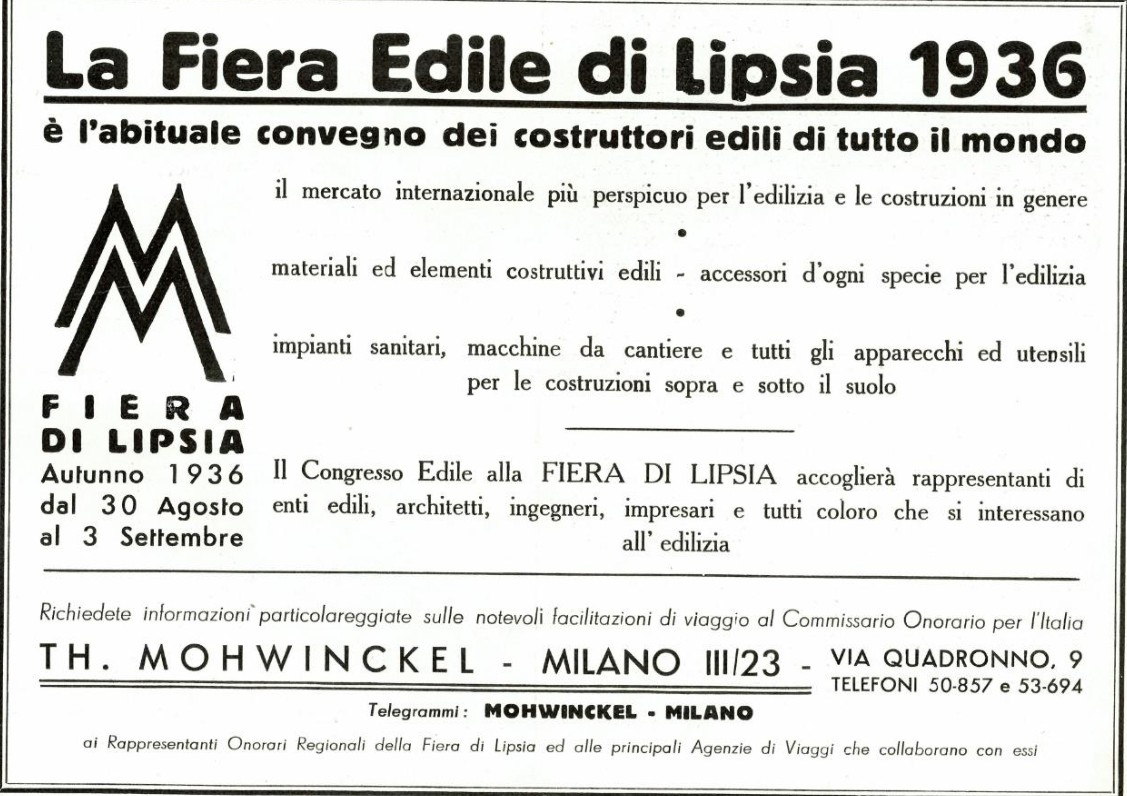 La Fiera Edile di Lipsia 1936
è l'abituale convegno dei costruttori edili di tutto il mondo
il mercato internazionale più perspicuo per l'edilizia e le costruzioni in genere
•
materiali ed elementi costruttivi edili - accessori d'ogni specie per l'edilizia
•
impianti sanitari, macchine da cantiere e tutti gli apparecchi ed utensili
per le costruzioni sopra e sotto il suolo
MM
FIERA
DI LIPSIA
Autunno 1936
dal 30 Agosto
al 3 Settembre
Il Congresso Edile alla FIERA DI LIPSIA accoglierà rappresentanti di
enti edili, architetti, ingegneri, impresari e tutti coloro che si interessano
all' edilizia
Richiedete informazioni particolareggiate sulle notevoli facilitazioni di viaggio al Commissario Onorario per l'Italia
TH. MOHWINCKEL - MILANO III/23 - VIA QUADRONNO, 9
TELEFONI 50-857 e 53-694
Telegrammi: MOHWINCKEL - MILANO
ai Rappresentanti Onorari Regionali della Fiera di Lipsia ed alle principali Agenzie di Viaggi che collaborano con essi